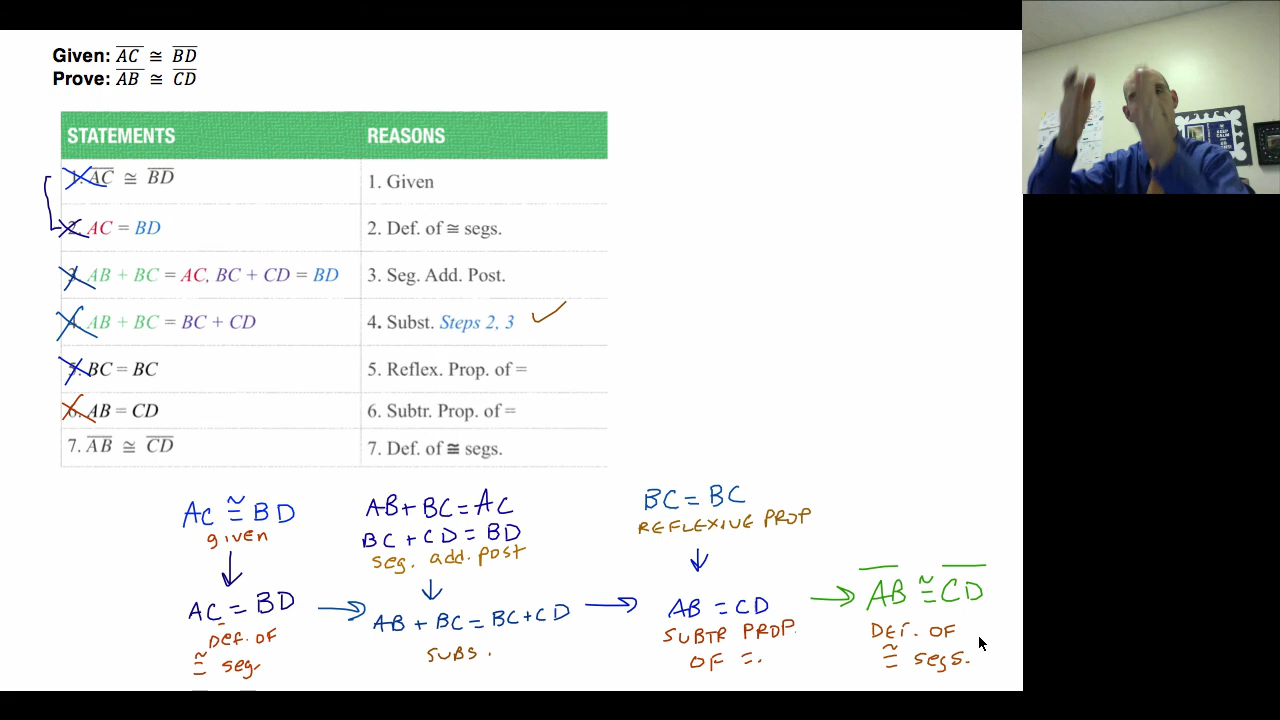 Given: AC ≅ BD
Prove: AB ≅ CD
STATEMENTS REASONS
1. AC ≅ BD 1. Given
2. AC = BD 2. Def. of ≅ segs.
3. AB + BC = AC, BC + CD = BD 3. Seg. Add. Post.
4. AB + BC = BC + CD 4. Subst. Steps 2, 3
5. BC = BC 5. Reflex. Prop. of =
6. AB = CD 6. Subtr. Prop. of =
7. AB ≅ CD 7. Def. of ≅ segs.
AC ≅ BD
given
AC = BD
Def. OF
≅ seg.
AB + BC = AC
BC + CD = BD
seg. add. post
AB + BC = BC + CD
SUBS.
BC = BC
REFLEXIVE PROP
AB = CD
SUBTR PROP.
OF =.
AB ≅ CD
DEF. OF
≅ segs.
KEEP
CALM